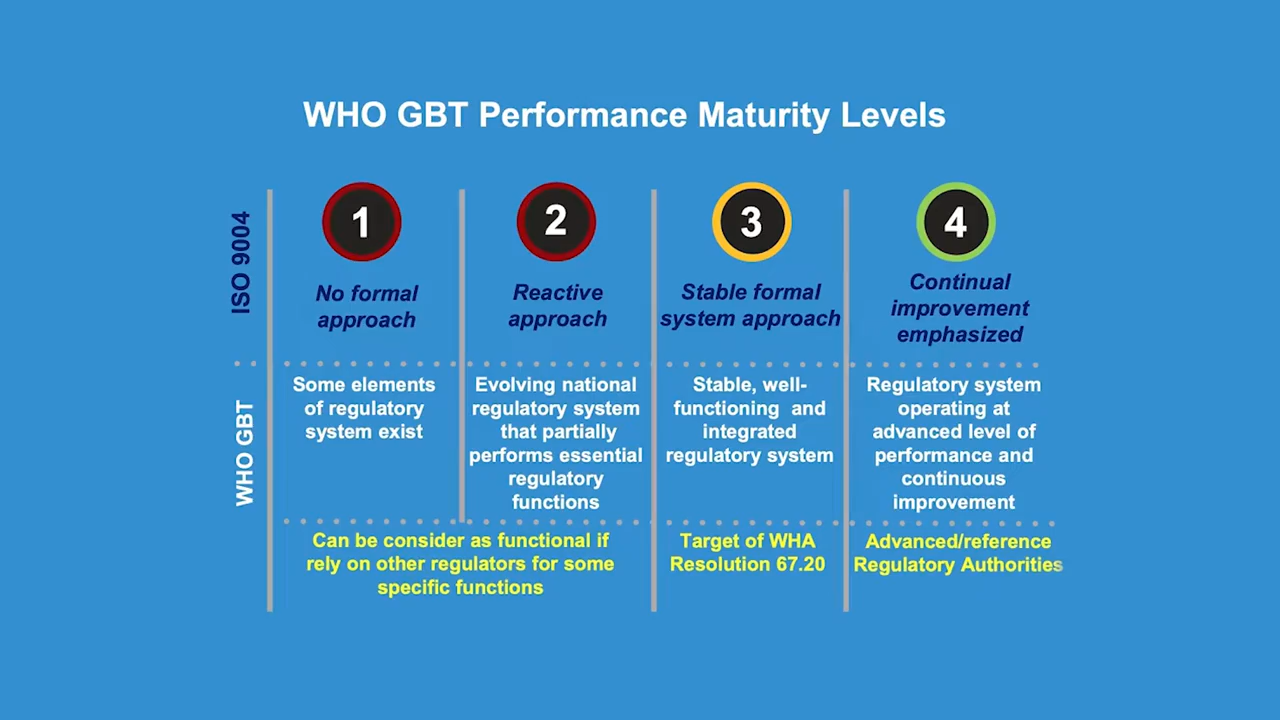 WHO GBT Performance Maturity Levels
ISO 9004
1
No formal
approach
2
Reactive
approach
3
Stable formal
system approach
4
Continual
improvement
emphasized
WHO GBT
Some elements
of regulatory
system exist
Evolving national
regulatory system
that partially
performs essential
regulatory
functions
Stable, well-
functioning and
integrated
regulatory system
Regulatory system
operating at
advanced level of
performance and
continuous
improvement
Can be consider as functional if
rely on other regulators for some
specific functions
Target of WHA
Resolution 67.20
Advanced/reference
Regulatory Authorities